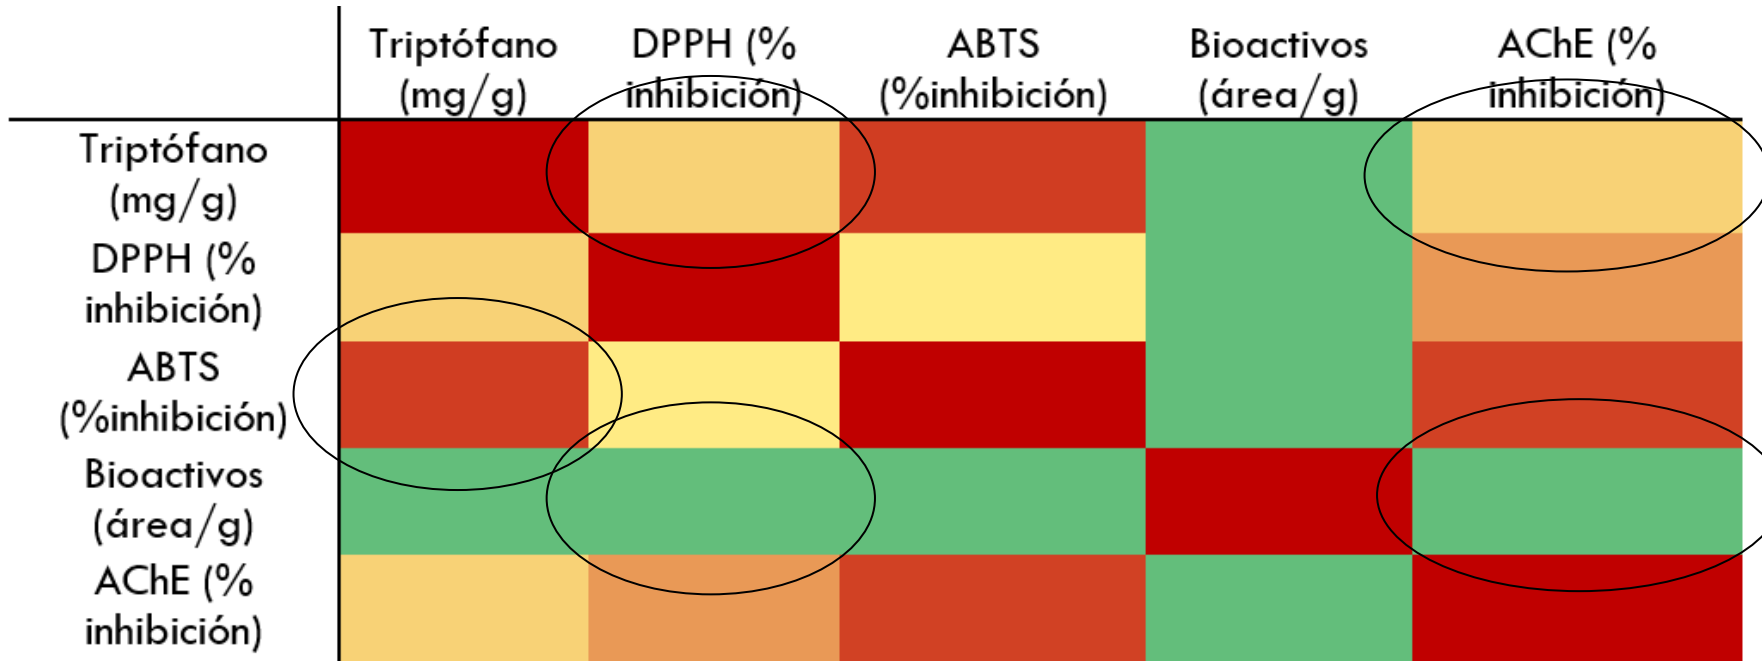 Triptófano
(mg/g)
DPPH (%
inhibición)
ABTS
(%inhibición)
Bioactivos
(área/g)
AChE (%
inhibición)
Triptófano
(mg/g)
DPPH (%
inhibición)
ABTS
(%inhibición)
Bioactivos
(área/g)
AChE (%
inhibición)